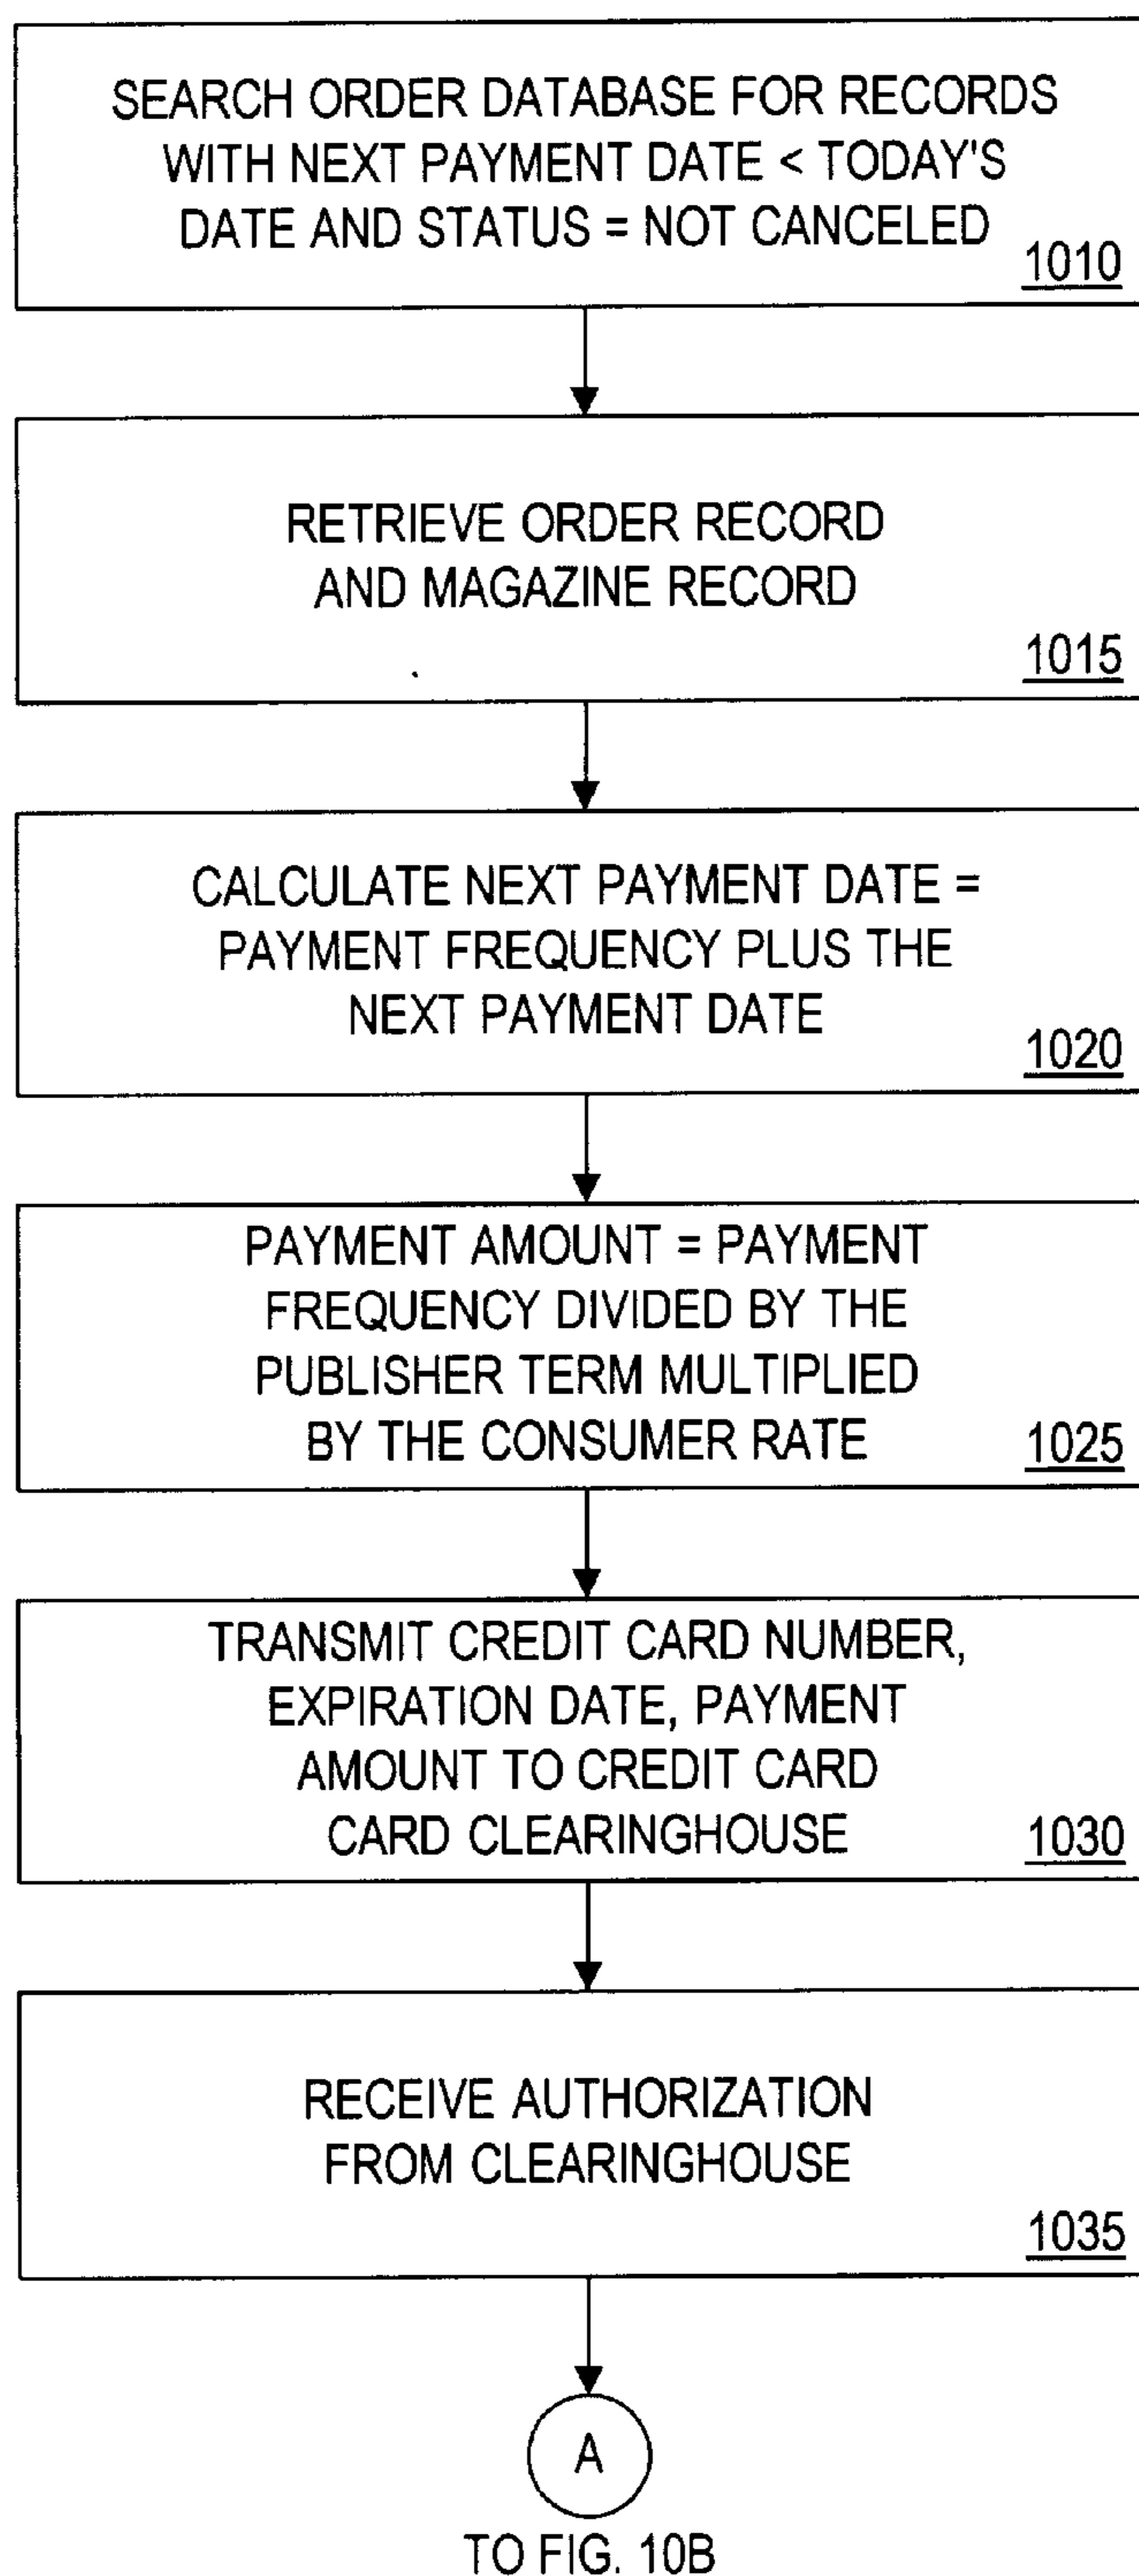 SEARCH ORDER DATABASE FOR RECORDS
WITH NEXT PAYMENT DATE < TODAY'S
DATE AND STATUS = NOT CANCELED
1010
RETRIEVE ORDER RECORD
AND MAGAZINE RECORD
1015
CALCULATE NEXT PAYMENT DATE =
PAYMENT FREQUENCY PLUS THE
NEXT PAYMENT DATE
1020
PAYMENT AMOUNT = PAYMENT
FREQUENCY DIVIDED BY THE
PUBLISHER TERM MULTIPLIED
BY THE CONSUMER RATE
1025
TRANSMIT CREDIT CARD NUMBER,
EXPIRATION DATE, PAYMENT
AMOUNT TO CREDIT CARD
CARD CLEARINGHOUSE
1030
RECEIVE AUTHORIZATION
FROM CLEARINGHOUSE
1035
A
TO FIG. 10B